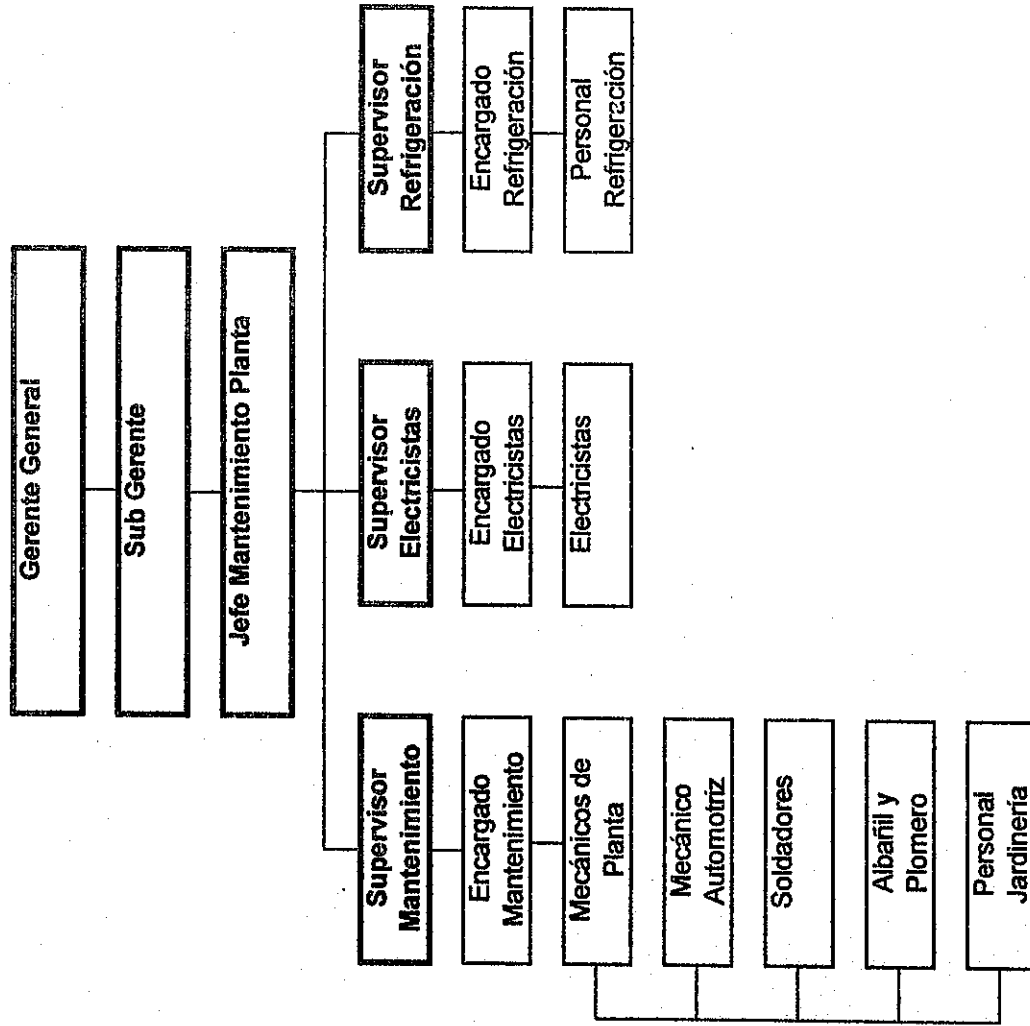 Gerente General
Sub Gerente
Jefe Mantenimiento Planta
Supervisor
Mantenimiento
Encargado
Mantenimiento
Mecánicos de
Planta
Mecánico
Automotriz
Soldadores
Albañil y
Plomero
Personal
Jardinería
Supervisor
Electricistas
Encargado
Electricistas
Electricistas
Supervisor
Refrigeración
Encargado
Refrigeración
Personal
Refrigeración